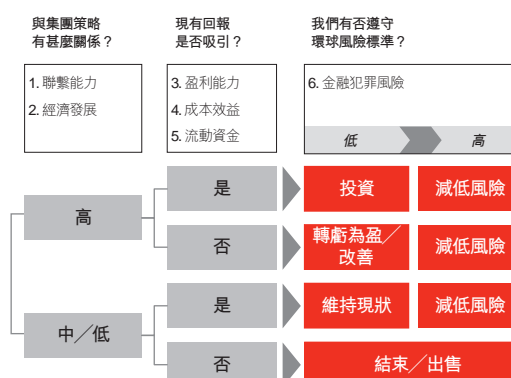 與集團策略
有甚麼關係？
現有回報
是否吸引？
我們有否遵守
環球風險標準？
1. 聯繫能力
2. 經濟發展
3. 盈利能力
4. 成本效益
5. 流動資金
6. 金融犯罪風險
低
高
高
是
投資
減低風險
否
轉虧為盈／
改善
減低風險
中／低
是
維持現狀
減低風險
否
結束／出售